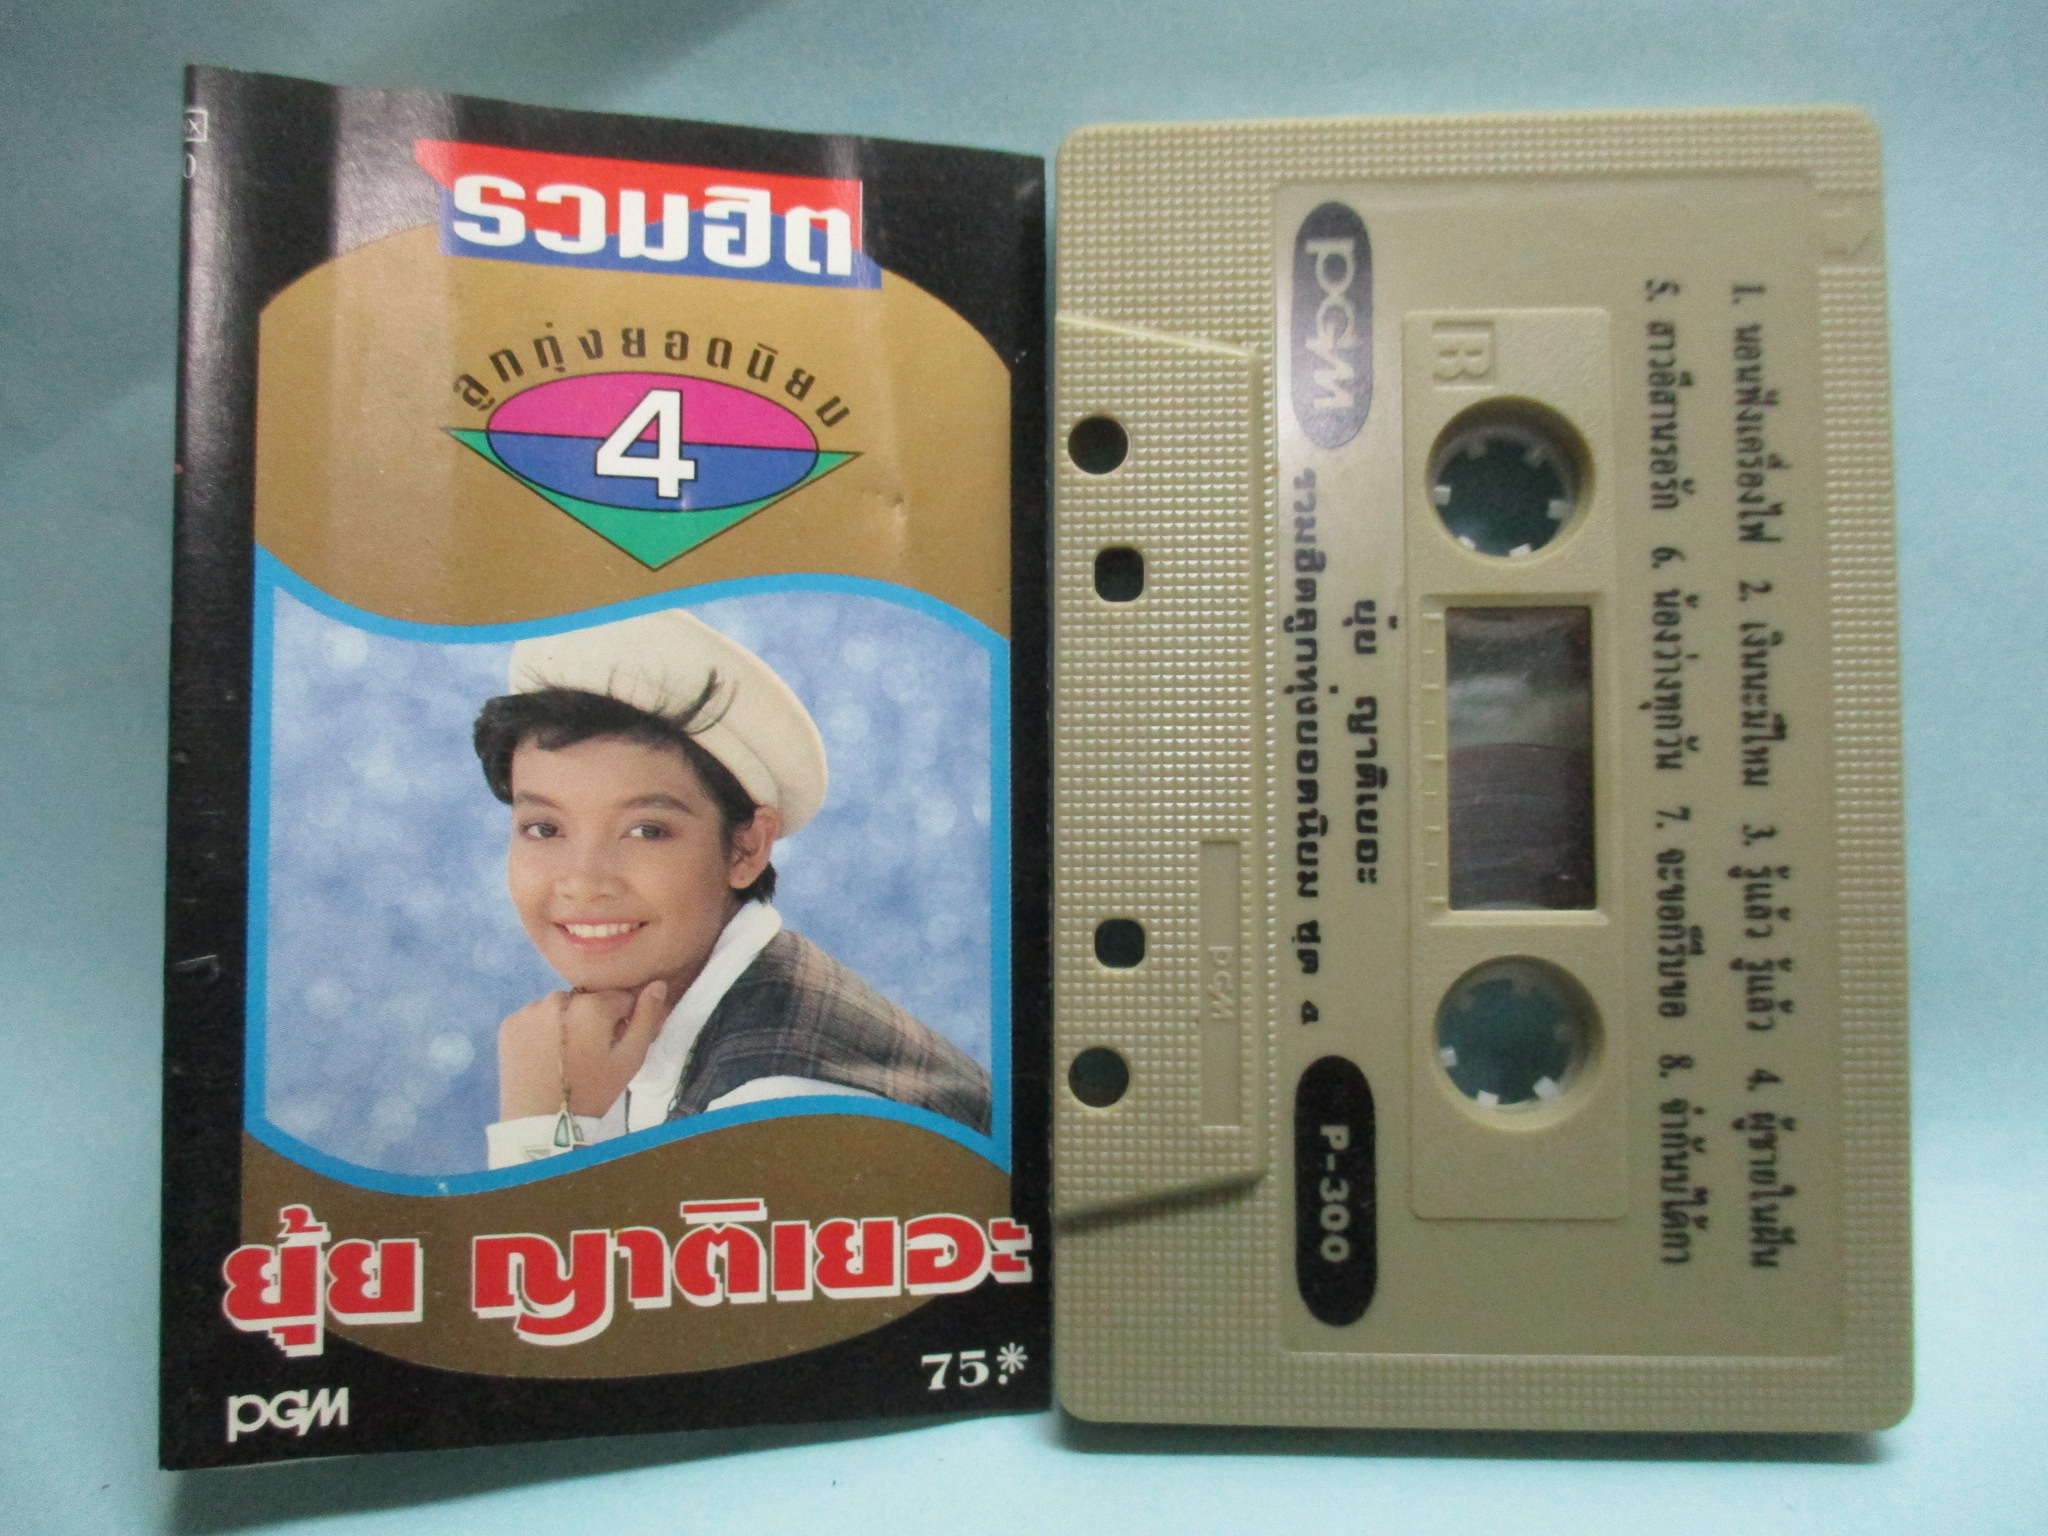 รวมฮิต
ลูกทุ่งยอดนิยม
4
ยุ้ย ญาติเยอะ
75.*
PGM
PGM
รวมฮิตลูกทุ่งยอดนิยม ชุด ๔
P-300
ยุ้ย ญาติเยอะ
B
1. นอนฟังเครื่องไฟ 2. เงินนะมีไหม 3. รู้แล้ว รู้แล้ว 4. ผู้ชายในฝัน
5. สาวอีสานรอรัก 6. น้องว่างทุกวัน 7. จะขอก็รีบขอ 8. จำกันบ่ได้กา
PGM